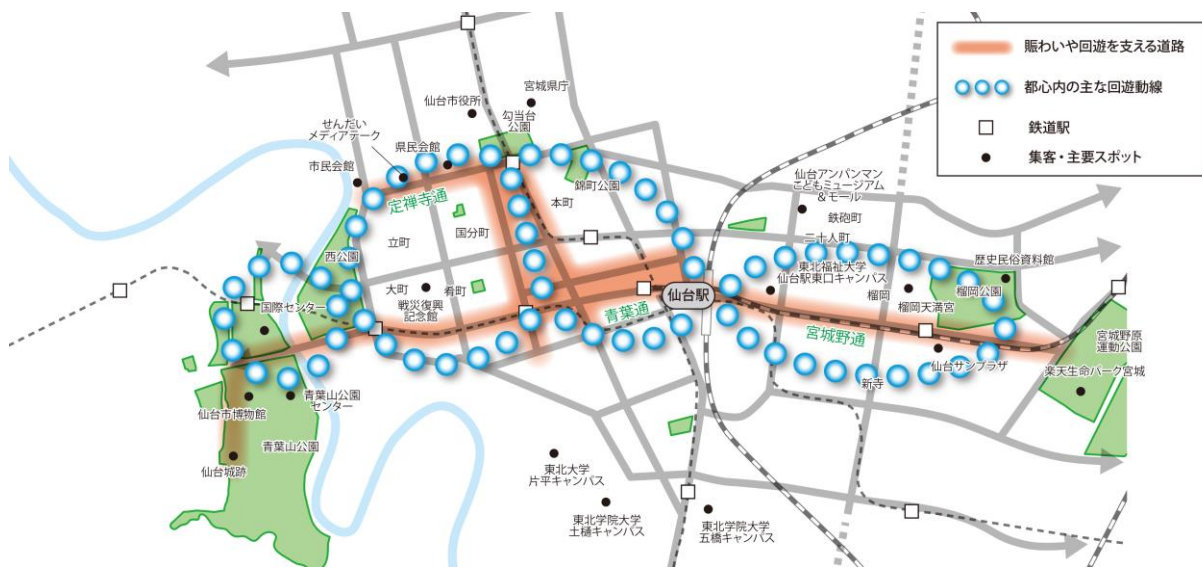 賑わいや回遊を支える道路
都心内の主な回遊動線
鉄道駅
集客・主要スポット
宮城県庁
仙台市役所
勾当台
公園
せんだい
メディアテーク
県民会館
市民会館
定禅寺通
錦町公園
本町
国分町
立町
西公園
大町
肴町
戦災復興
記念館
国際センター
青葉通
仙台駅
仙台アンパンマン
こどもミュージアム
&モール
鉄砲町
二十人町
東北福祉大学
仙台駅東口キャンパス
榴岡
榴岡天満宮
歴史民俗資料館
榴岡公園
宮城野通
仙台サンプラザ
新寺
宮城野原
運動公園
楽天生命パーク宮城
仙台市博物館
青葉山公園
センター
青葉山公園
仙台城跡
東北大学
片平キャンパス
東北学院大学
土樋キャンパス
東北学院大学
五橋キャンパス